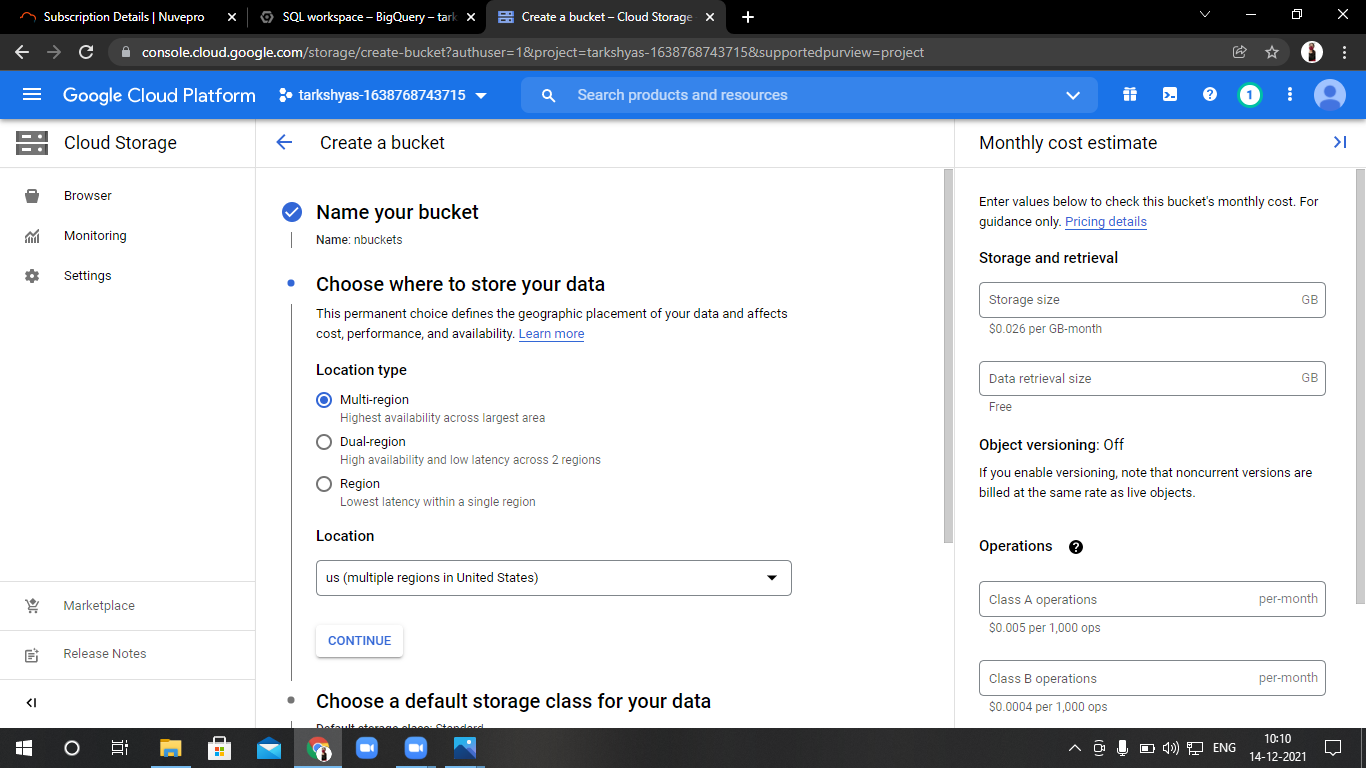 Subscription Details | Nuvepro
SQL workspace – BigQuery – tark
Create a bucket – Cloud Storage
console.cloud.google.com/storage/create-bucket?authuser=1&project=tarkshyas-1638768743715&supportedpurview=project
Google Cloud Platform
tarkshyas-1638768743715
Search products and resources
1
Cloud Storage
Browser
Monitoring
Settings
Marketplace
Release Notes
Create a bucket
Name your bucket
Name: nbuckets
Choose where to store your data
This permanent choice defines the geographic placement of your data and affects
cost, performance, and availability. Learn more
Location type
Multi-region
Highest availability across largest area
Dual-region
High availability and low latency across 2 regions
Region
Lowest latency within a single region
Location
us (multiple regions in United States)
CONTINUE
Choose a default storage class for your data
Default storage class: Standard
Monthly cost estimate
Enter values below to check this bucket's monthly cost. For
guidance only. Pricing details
Storage and retrieval
Storage size GB
$0.026 per GB-month
Data retrieval size GB
Free
Object versioning: Off
If you enable versioning, note that noncurrent versions are
billed at the same rate as live objects.
Operations
Class A operations per-month
$0.005 per 1,000 ops
Class B operations per-month
$0.0004 per 1,000 ops
ENG
10:10
14-12-2021